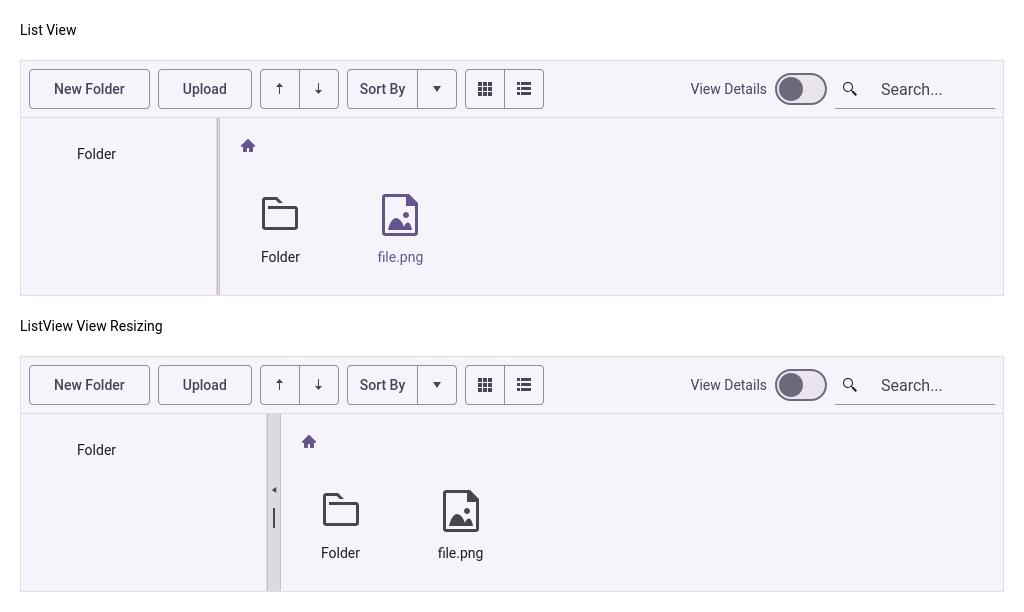 List View
New Folder Upload Sort By View Details Search...
Folder
Folder file.png
ListView View Resizing
New Folder Upload Sort By View Details Search...
Folder
Folder file.png